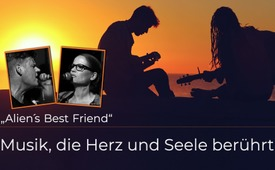 „Alien´s Best Friend“
Musik, die Herz und Seele berührt